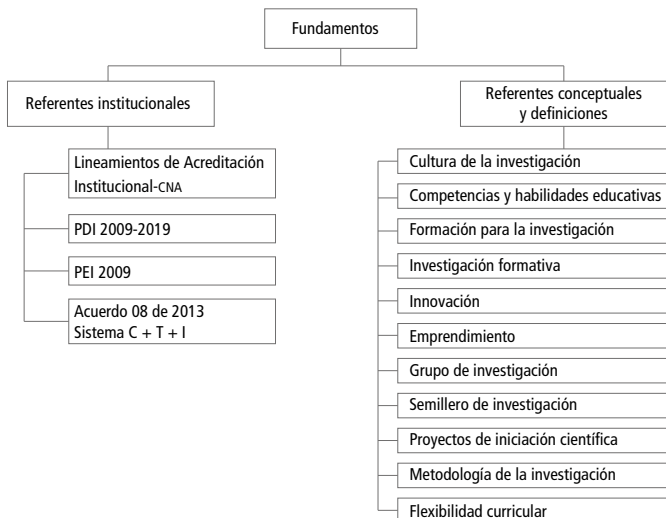 Fundamentos
Referentes institucionales
Lineamientos de Acreditación
Institucional-CNA
PDI 2009-2019
PEI 2009
Acuerdo 08 de 2013
Sistema C + T + I
Referentes conceptuales
y definiciones
Cultura de la investigación
Competencias y habilidades educativas
Formación para la investigación
Investigación formativa
Innovación
Emprendimiento
Grupo de investigación
Semillero de investigación
Proyectos de iniciación científica
Metodología de la investigación
Flexibilidad curricular